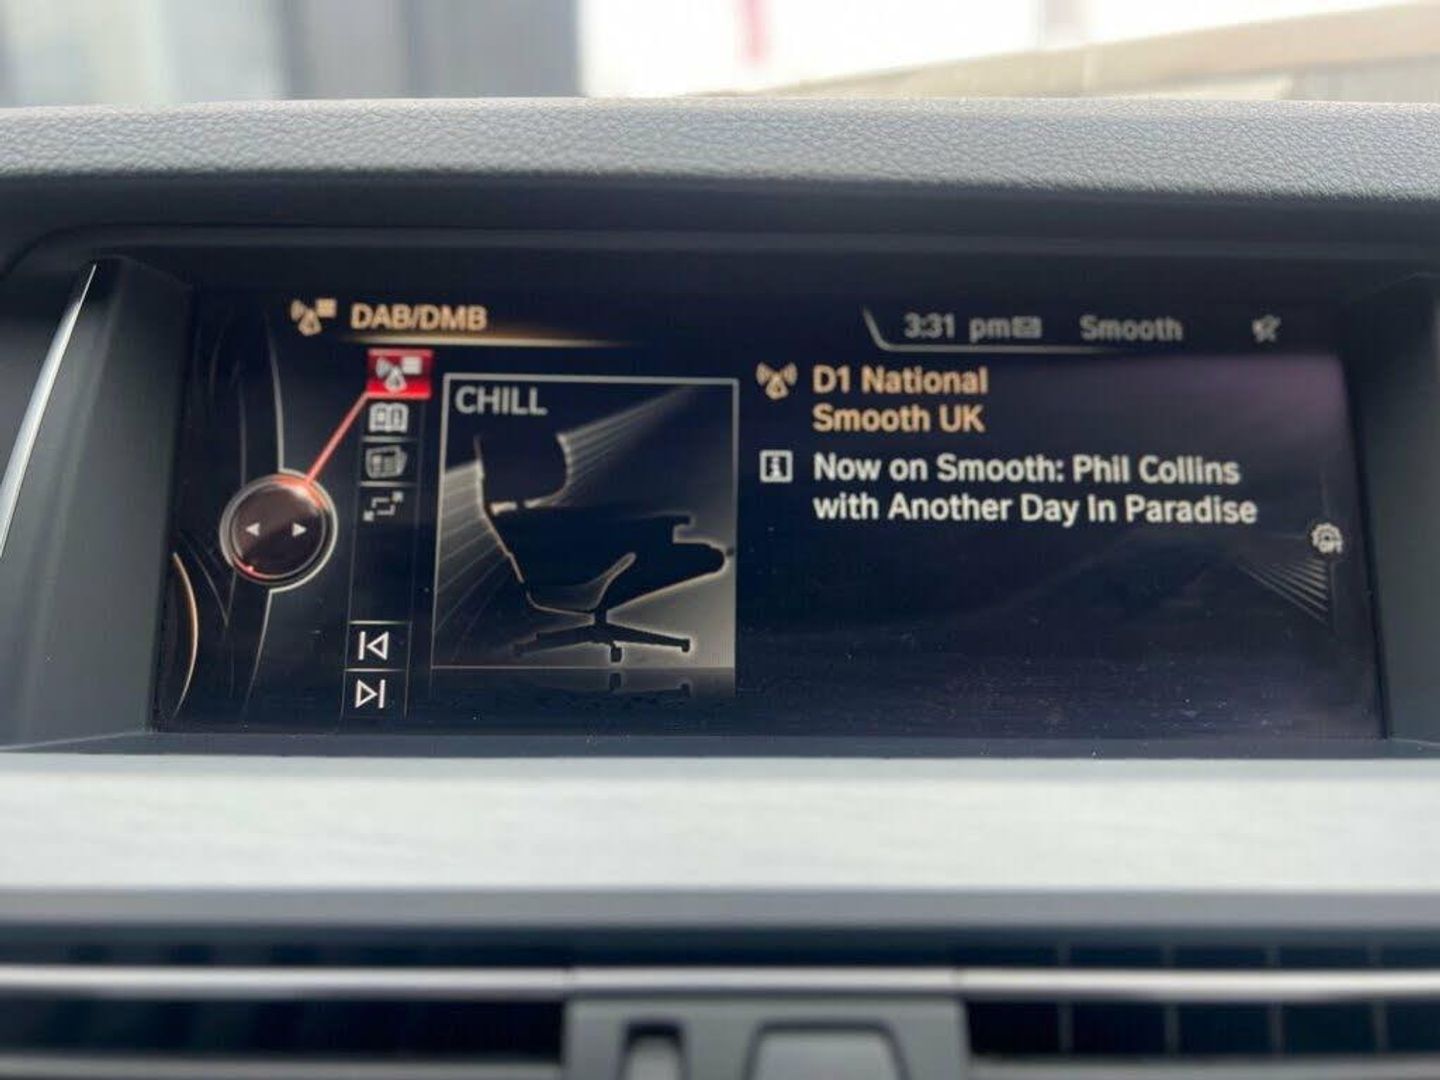 DAB/DMB
3:31 pm
Smooth
CHILL
D1 National
Smooth UK
Now on Smooth: Phil Collins
with Another Day In Paradise
OFF